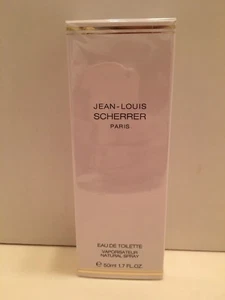 JEAN-LOUIS
SCHERRER
PARIS
EAU DE TOILETTE
VAPORISATEUR
NATURAL SPRAY
50ml 1.7 FL.OZ.